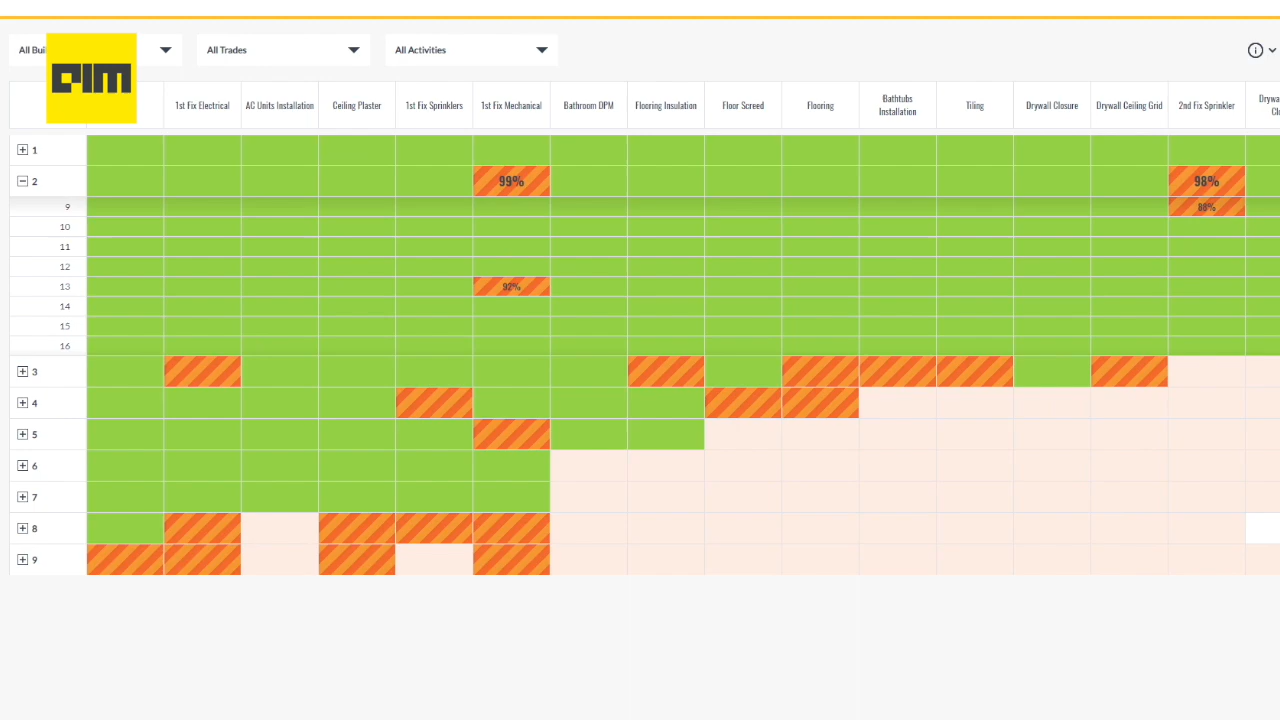 All Bui
All Trades
All Activities
1st Fix Electrical
AC Units Installation
Ceiling Plaster
1st Fix Sprinklers
1st Fix Mechanical
Bathroom DPM
Flooring Insulation
Floor Screed
Flooring
Bathtubs
Installation
Tiling
Drywall Closure
Drywall Ceiling Grid
2nd Fix Sprinkler
Drywa
Clo
1
2
99%
98%
9
88%
10
11
12
13
92%
14
15
16
3
4
5
6
7
8
9